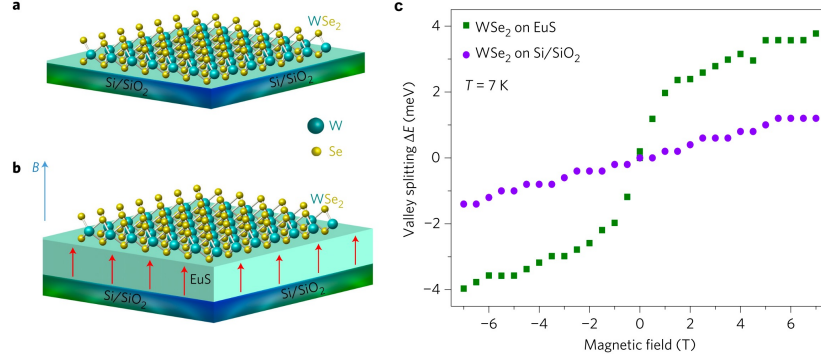 a
WSe₂
Si/SiO₂
Si/SiO₂
W
Se
b
B
WSe₂
EuS
Si/SiO₂
Si/SiO₂
c
WSe₂ on EuS
WSe₂ on Si/SiO₂
T = 7 K
Valley splitting ΔE (meV)
4
2
0
−2
−4
−6
−4
−2
0
2
4
6
Magnetic field (T)